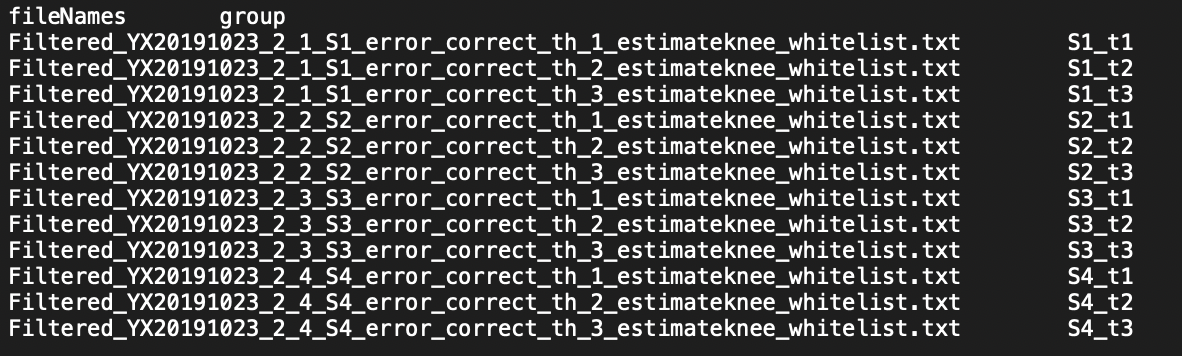 fileNames group
Filtered_YX20191023_2_1_S1_error_correct_th_1_estimateknee_whitelist.txt S1_t1
Filtered_YX20191023_2_1_S1_error_correct_th_2_estimateknee_whitelist.txt S1_t2
Filtered_YX20191023_2_1_S1_error_correct_th_3_estimateknee_whitelist.txt S1_t3
Filtered_YX20191023_2_2_S2_error_correct_th_1_estimateknee_whitelist.txt S2_t1
Filtered_YX20191023_2_2_S2_error_correct_th_2_estimateknee_whitelist.txt S2_t2
Filtered_YX20191023_2_2_S2_error_correct_th_3_estimateknee_whitelist.txt S2_t3
Filtered_YX20191023_2_3_S3_error_correct_th_1_estimateknee_whitelist.txt S3_t1
Filtered_YX20191023_2_3_S3_error_correct_th_2_estimateknee_whitelist.txt S3_t2
Filtered_YX20191023_2_3_S3_error_correct_th_3_estimateknee_whitelist.txt S3_t3
Filtered_YX20191023_2_4_S4_error_correct_th_1_estimateknee_whitelist.txt S4_t1
Filtered_YX20191023_2_4_S4_error_correct_th_2_estimateknee_whitelist.txt S4_t2
Filtered_YX20191023_2_4_S4_error_correct_th_3_estimateknee_whitelist.txt S4_t3